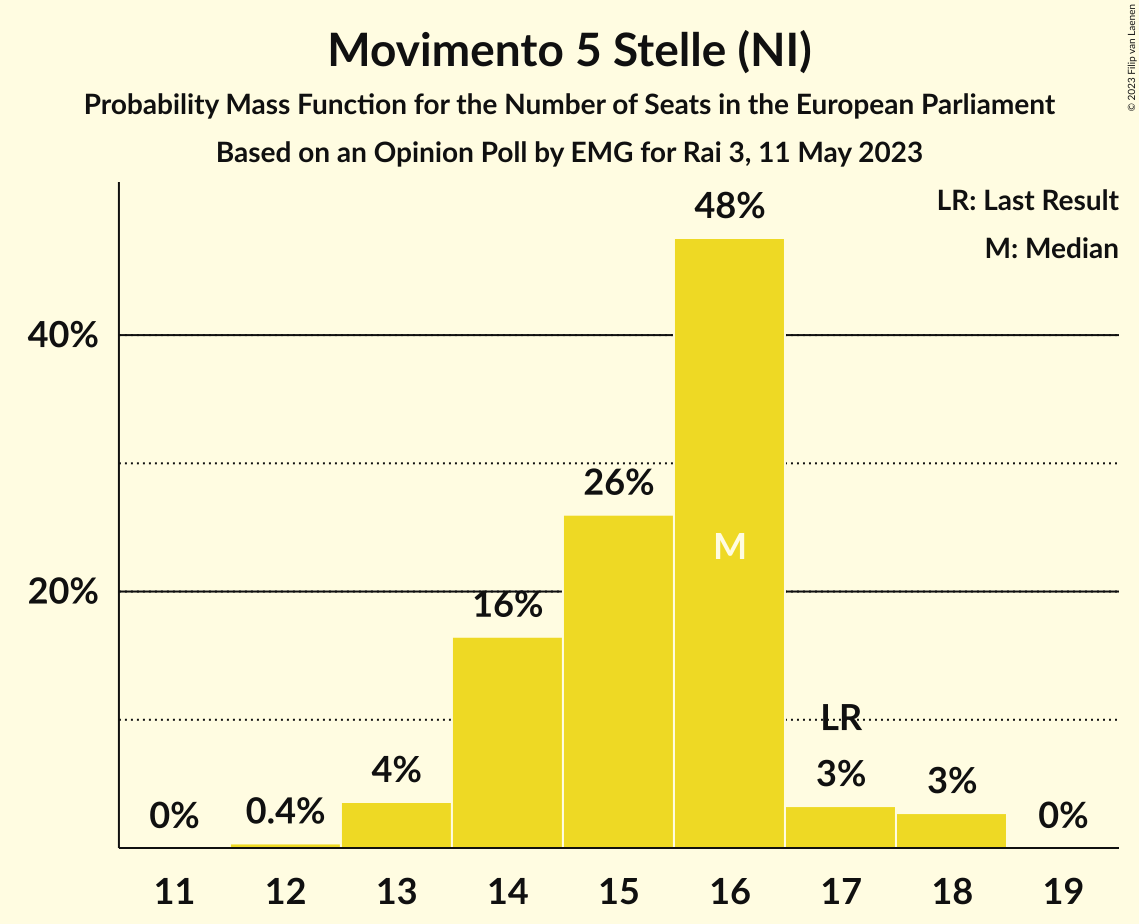 Movimento 5 Stelle (NI)
Probability Mass Function for the Number of Seats in the European Parliament
Based on an Opinion Poll by EMG for Rai 3, 11 May 2023
© 2023 Filip van Laenen
LR: Last Result
M: Median
40%
20%
0%
0.4%
4%
16%
26%
48%
M
LR
3%
3%
0%
11 12 13 14 15 16 17 18 19